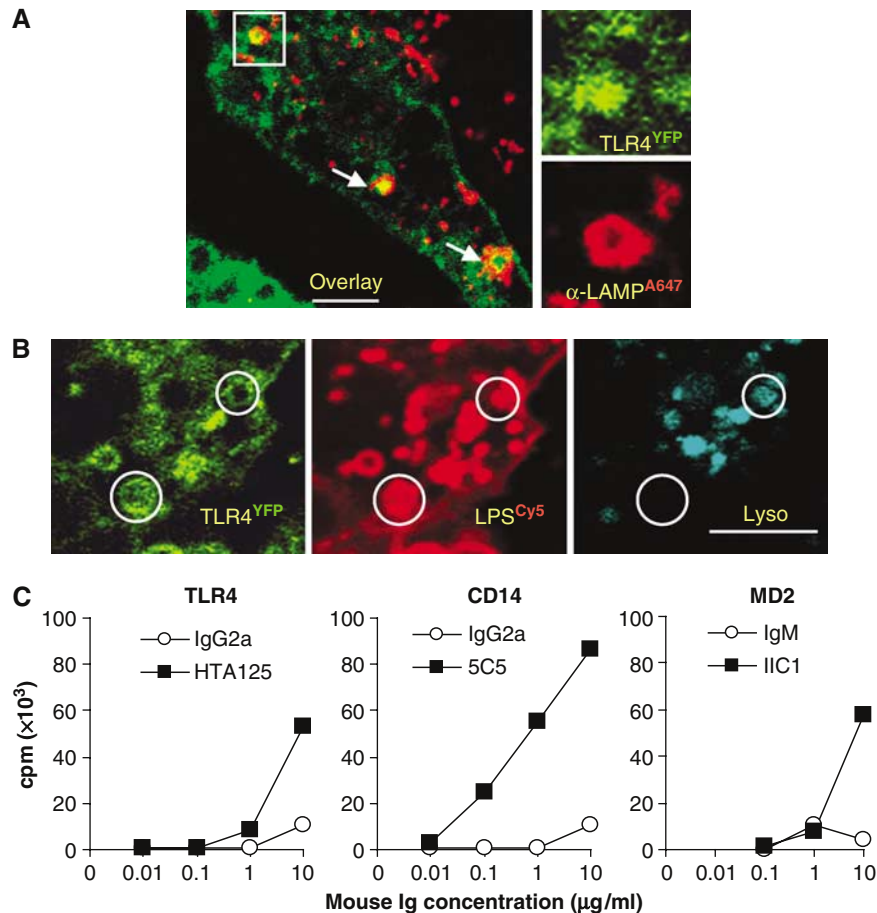 A
Overlay
TLR4YFP
α-LAMPA647
B
TLR4YFP
LPSCy5
Lyso
C
TLR4
CD14
MD2
IgG2a
HTA125
IgG2a
5C5
IgM
IIC1
cpm (×10³)
100
80
60
40
20
0
0 0.01 0.1 1 10
100
80
60
40
20
0
0 0.01 0.1 1 10
100
80
60
40
20
0
0 0.01 0.1 1 10
Mouse Ig concentration (µg/ml)